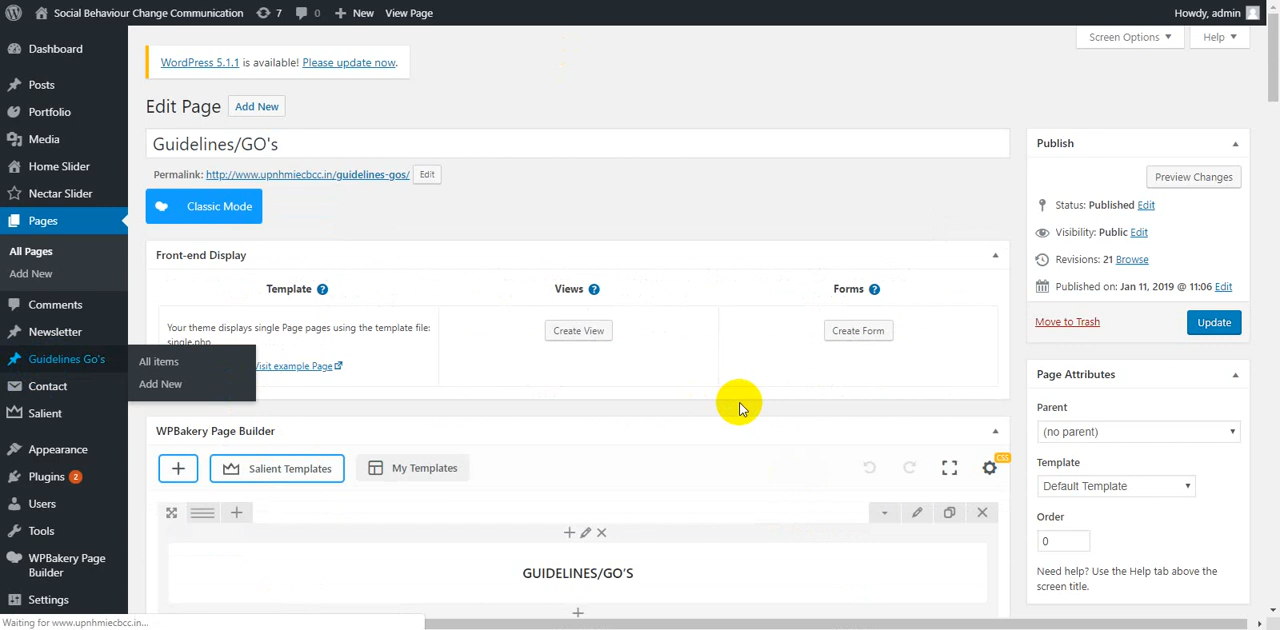 Social Behaviour Change Communication 7 0 New View Page Howdy, admin
Screen Options Help
Dashboard
Posts
Portfolio
Media
Home Slider
Nectar Slider
Pages
All Pages
Add New
Comments
Newsletter
Guidelines Go's
All items
Add New
Contact
Salient
Appearance
Plugins 2
Users
Tools
WPBakery Page
Builder
Settings
WordPress 5.1.1 is available! Please update now.
Edit Page Add New
Guidelines/GO's
Permalink: http://www.upnhmiecbcc.in/guidelines-gos/ Edit
Classic Mode
Front-end Display
Template ? Views ? Forms ?
Your theme displays single Page pages using the template file:
single.php
Visit example Page
Create View
Create Form
WPBakery Page Builder
Salient Templates My Templates CSS
GUIDELINES/GO'S
Publish
Preview Changes
Status: Published Edit
Visibility: Public Edit
Revisions: 21 Browse
Published on: Jan 11, 2019 @ 11:06 Edit
Move to Trash Update
Page Attributes
Parent
(no parent)
Template
Default Template
Order
0
Need help? Use the Help tab above the
screen title.
Waiting for www.upnhmiecbcc.in...